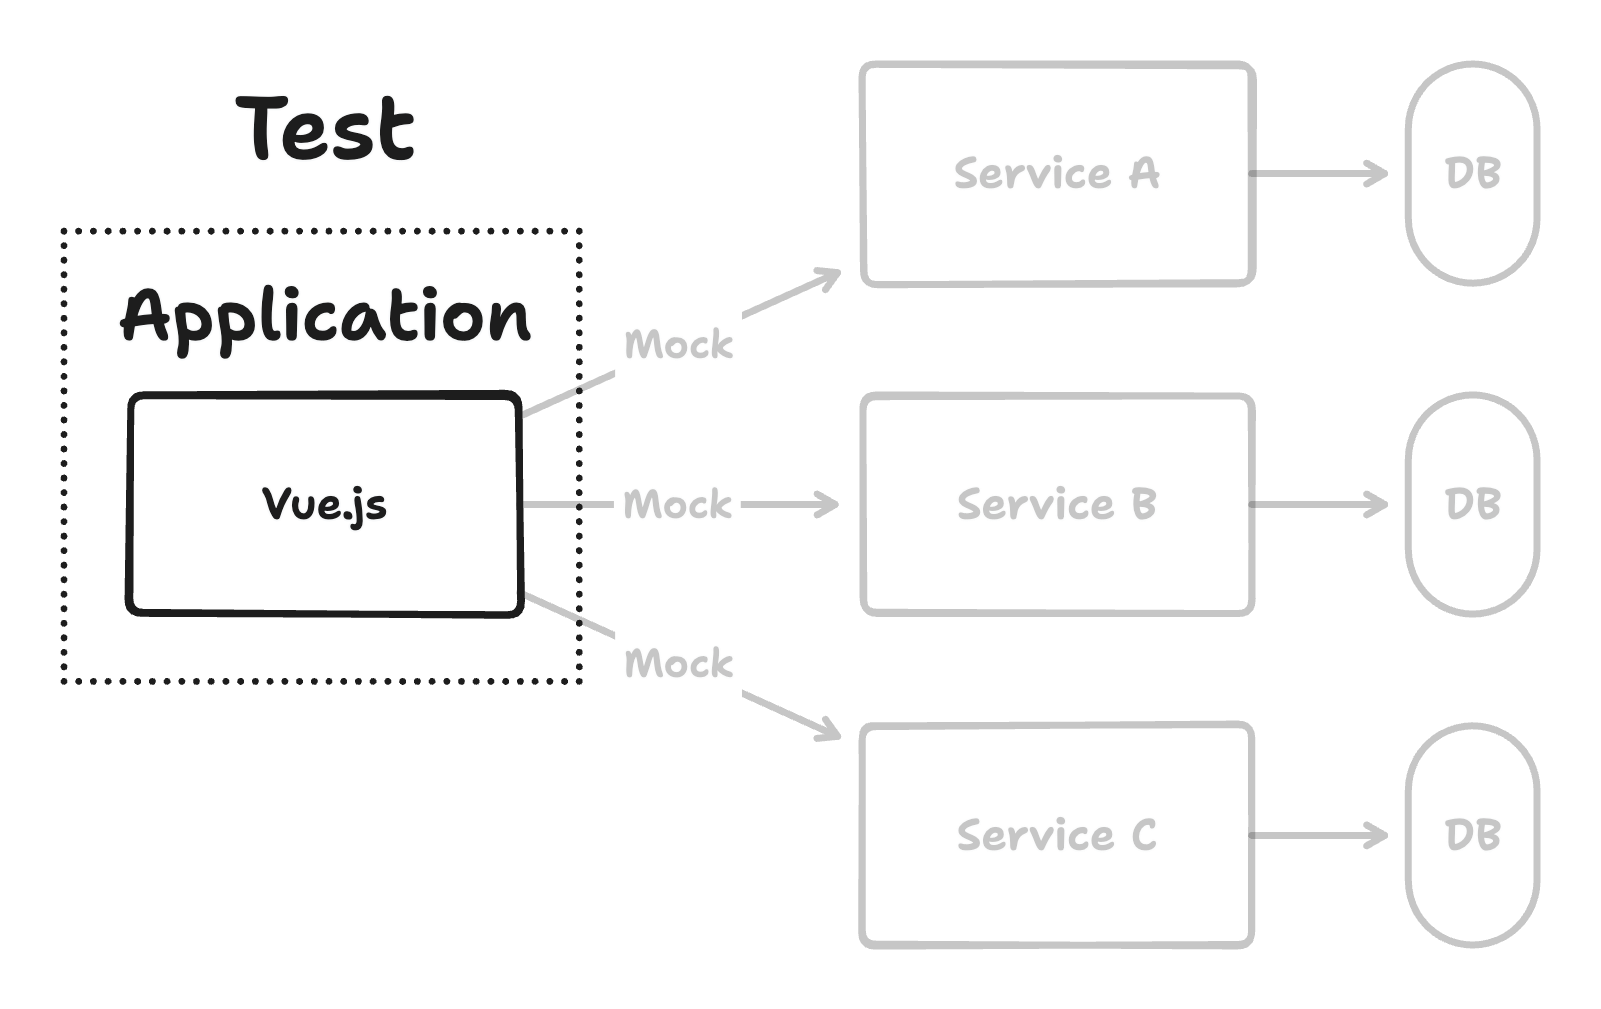 Test
Application
Vue.js
Mock
Mock
Mock
Service A
DB
Service B
DB
Service C
DB